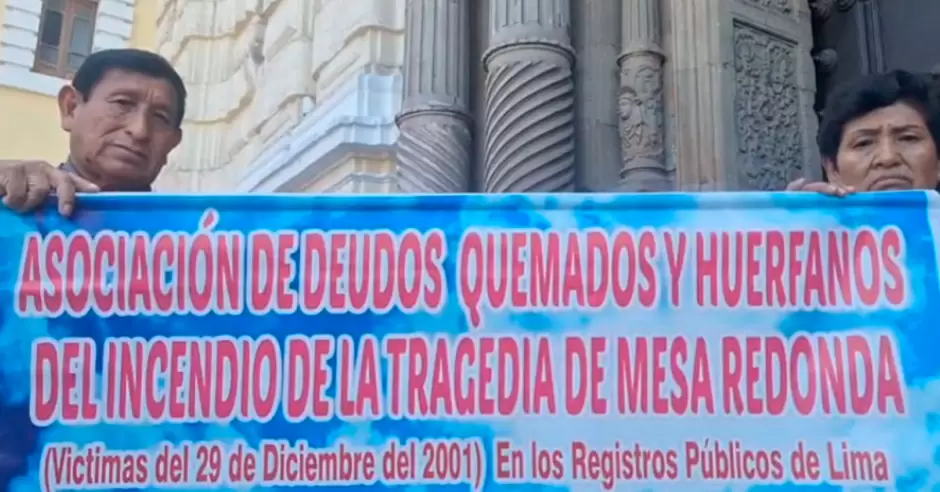 ASOCIACIÓN DE DEUDOS QUEMADOS Y HUERFANOS
DEL INCENDIO DE LA TRAGEDIA DE MESA REDONDA
(Victimas del 29 de Diciembre del 2001) En los Registros Públicos de Lima